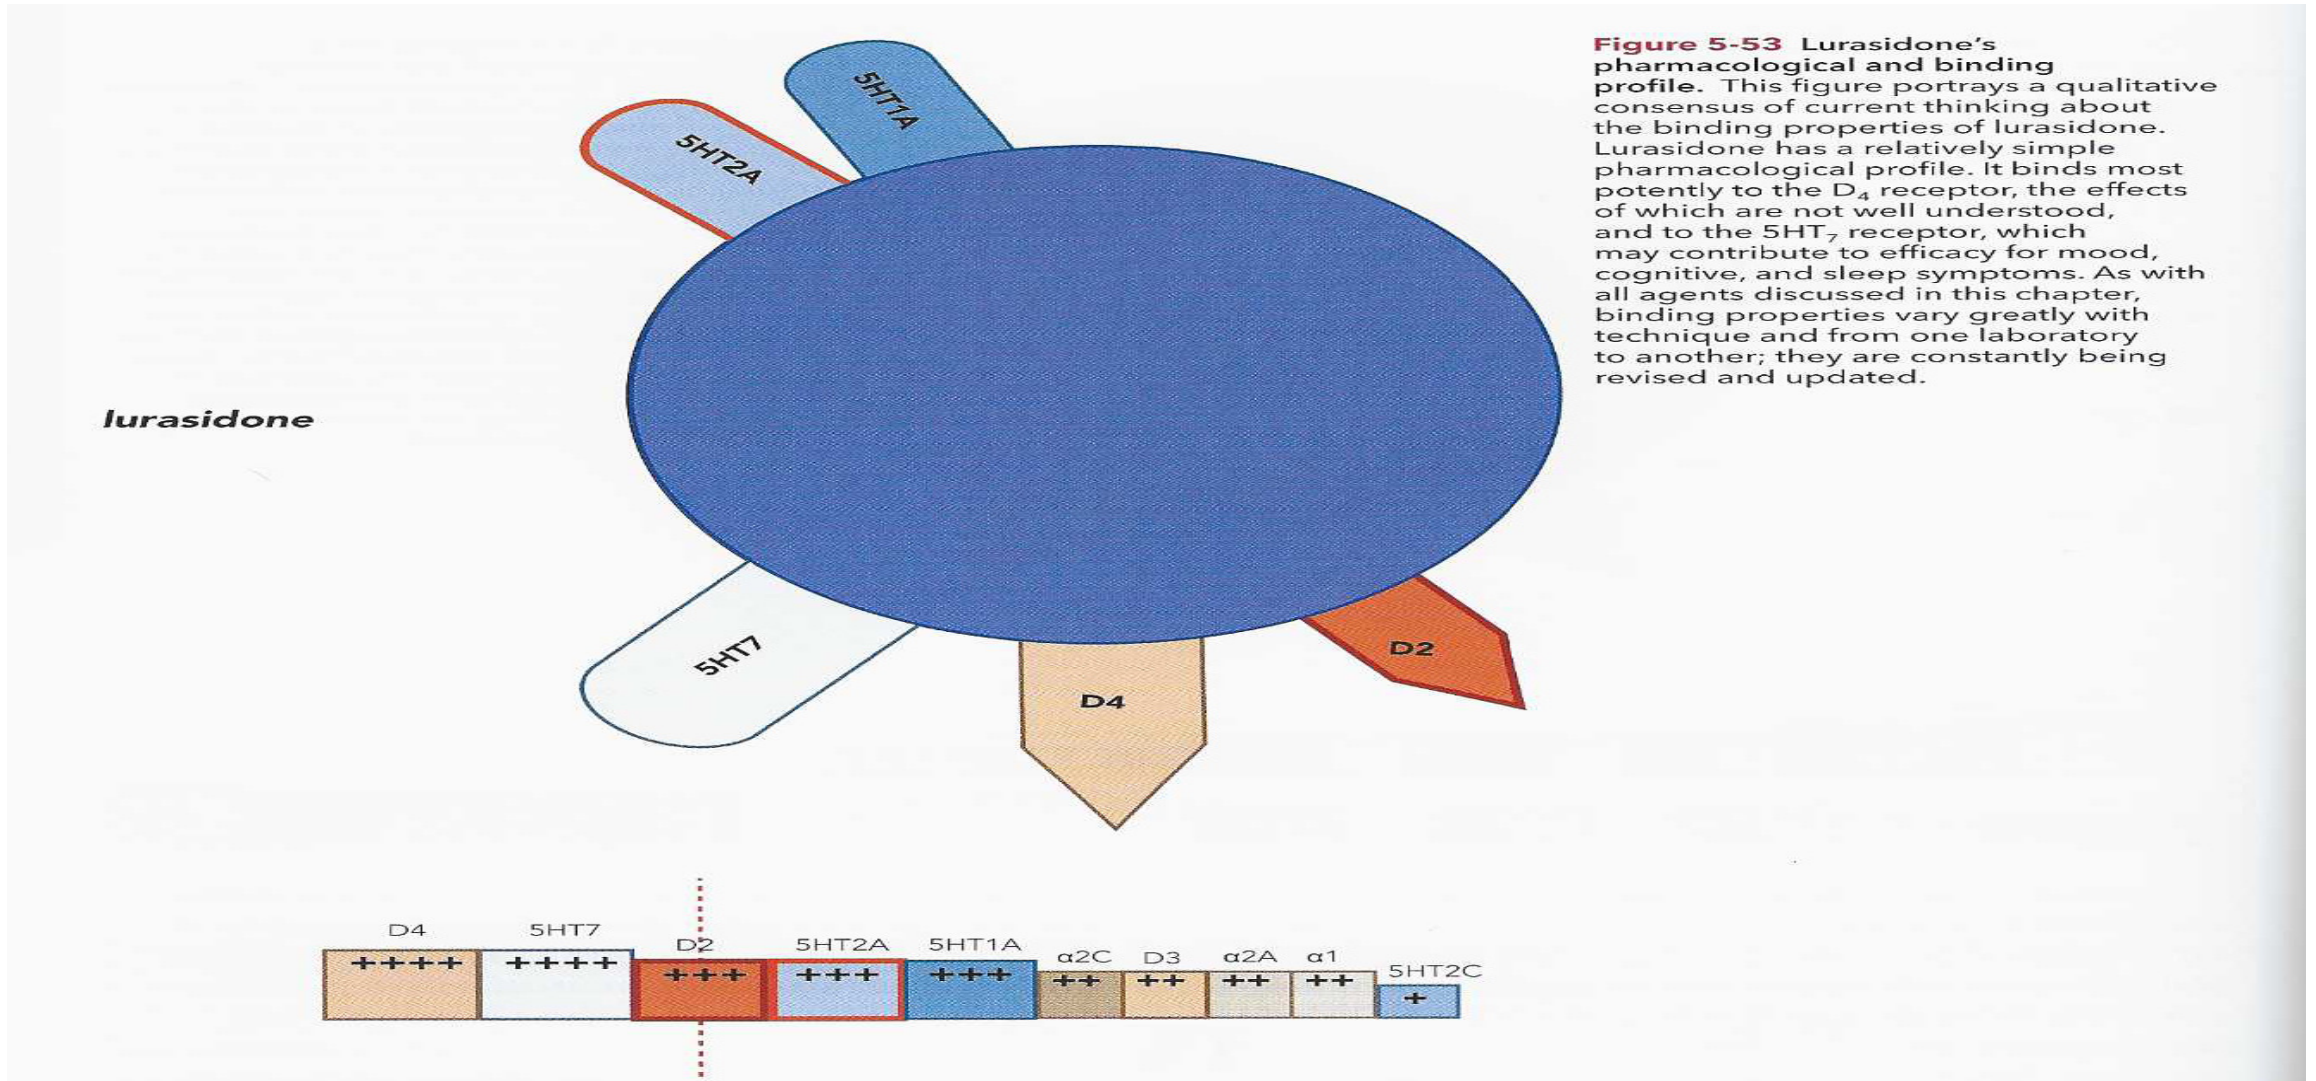 Figure 5-53 Lurasidone's
pharmacological and binding
profile. This figure portrays a qualitative
consensus of current thinking about
the binding properties of lurasidone.
Lurasidone has a relatively simple
pharmacological profile. It binds most
potently to the D₄ receptor, the effects
of which are not well understood,
and to the 5HT₇ receptor, which
may contribute to efficacy for mood,
cognitive, and sleep symptoms. As with
all agents discussed in this chapter,
binding properties vary greatly with
technique and from one laboratory
to another; they are constantly being
revised and updated.
5HT1A
5HT2A
lurasidone
5HT7
D4
D2
D4 5HT7 D2 5HT2A 5HT1A α2C D3 α2A α1 5HT2C
++++ ++++ +++ +++ +++ ++ ++ ++ ++ +